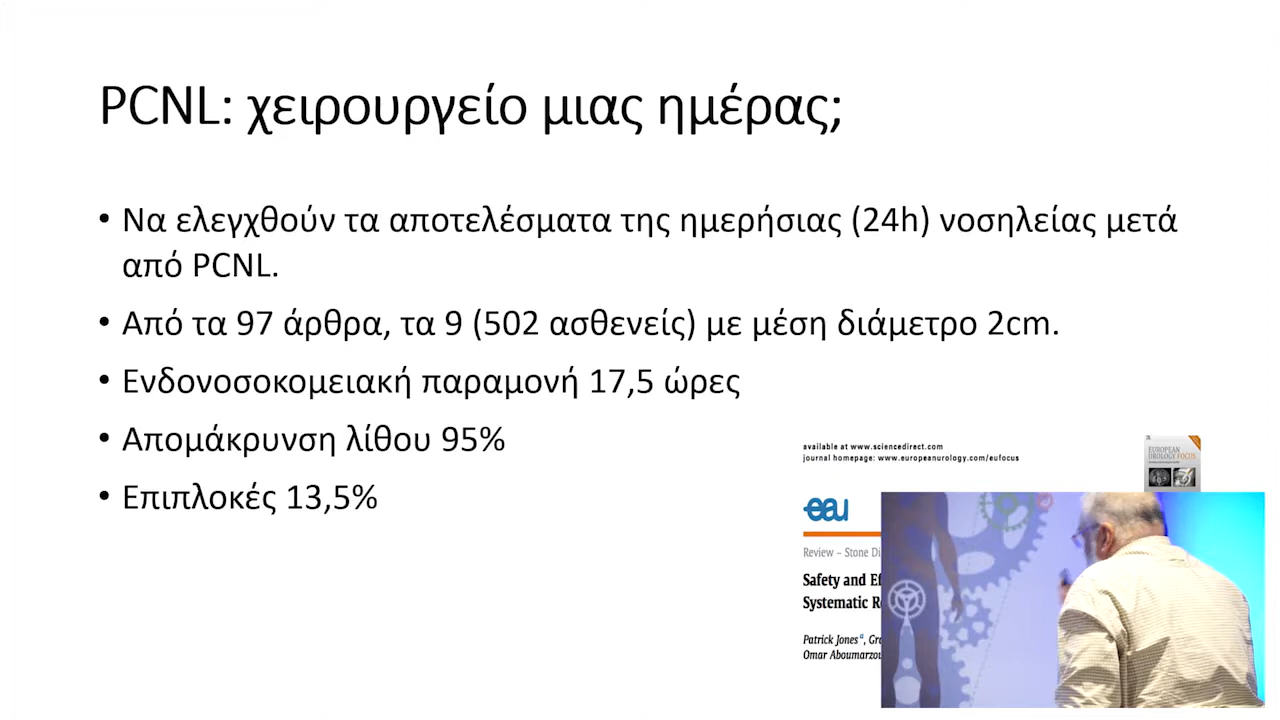 PCNL: χειρουργείο μιας ημέρας;
• Να ελεγχθούν τα αποτελέσματα της ημερήσιας (24h) νοσηλείας μετά
από PCNL.
• Από τα 97 άρθρα, τα 9 (502 ασθενείς) με μέση διάμετρο 2cm.
• Ενδονοσοκομειακή παραμονή 17,5 ώρες
• Απομάκρυνση λίθου 95%
• Επιπλοκές 13,5%
available at www.sciencedirect.com
journal homepage: www.europeanurology.com/eufocus
EUROPEAN
UROLOGY FOCUS
eau
Review – Stone
Safety and
Systematic
Patrick Jones a,
Omar